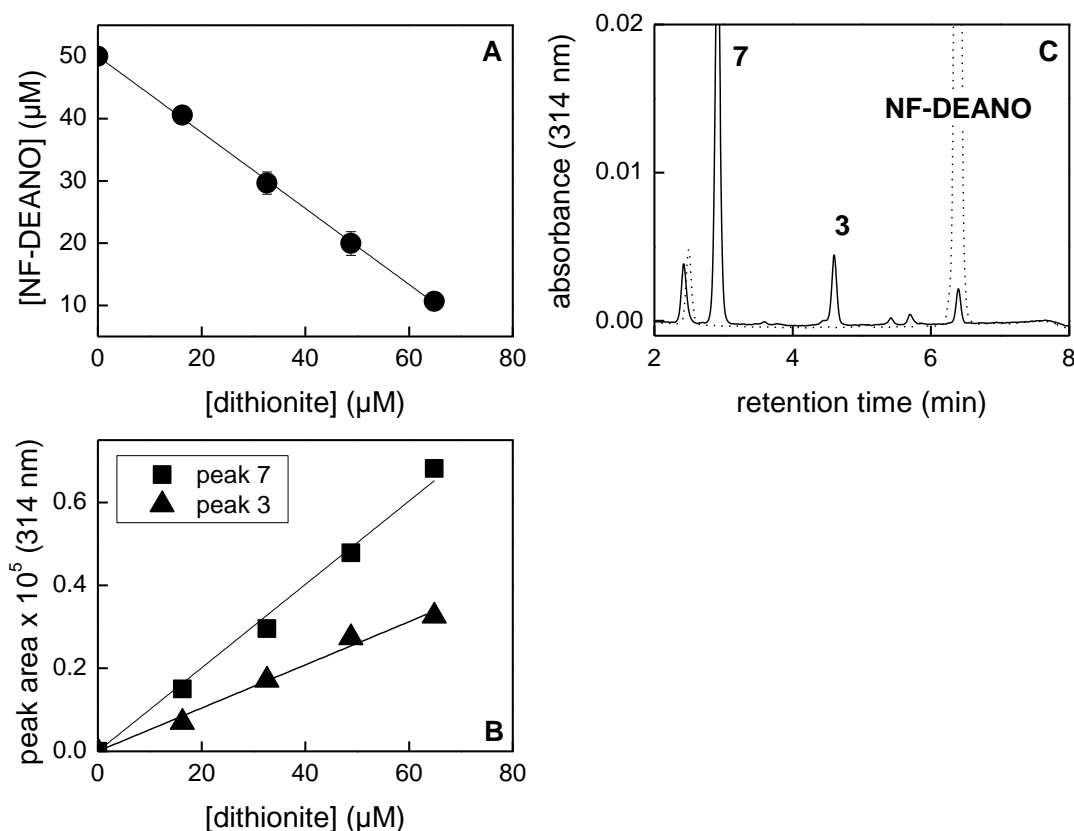 A
[NF-DEANO] (µM)
50
40
30
20
10
0 20 40 60 80
[dithionite] (µM)
C
absorbance (314 nm)
0.02
0.01
0.00
7
NF-DEANO
3
2 4 6 8
retention time (min)
peak 7
peak 3
peak area x 10⁵ (314 nm)
0.6
0.4
0.2
0.0
B
0 20 40 60 80
[dithionite] (µM)